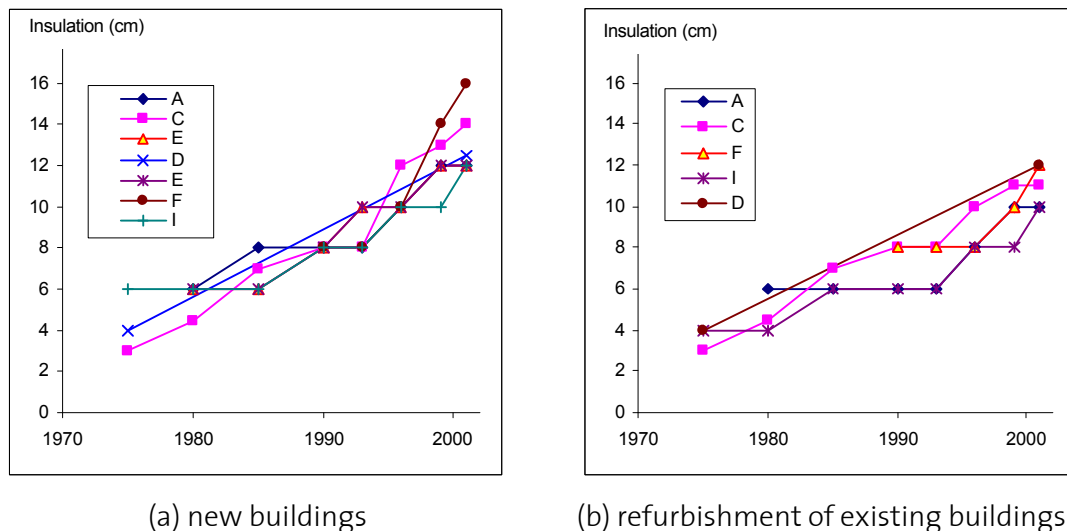 Insulation (cm)
16
14
12
10
8
6
4
2
0
1970
1980
1990
2000
A
C
E
D
E
F
I
(a) new buildings
Insulation (cm)
16
14
12
10
8
6
4
2
0
1970
1980
1990
2000
A
C
F
I
D
(b) refurbishment of existing buildings